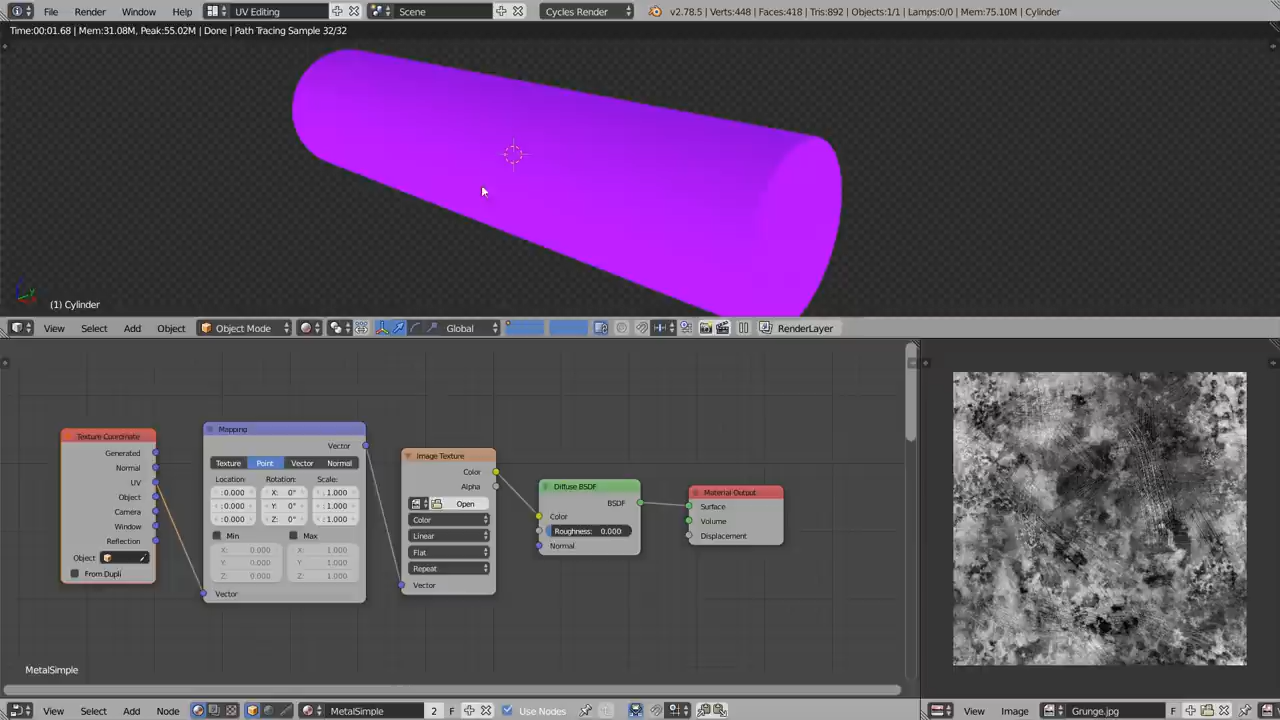 File Render Window Help UV Editing Scene Cycles Render v2.78.5 | Verts:448 | Faces:418 | Tris:892 | Objects:1/1 | Lamps:0/0 | Mem:75.10M | Cylinder
Time:00:01.68 | Mem:31.08M, Peak:55.02M | Done | Path Tracing Sample 32/32
(1) Cylinder
View Select Add Object Object Mode Global RenderLayer
Texture Coordinate
Generated
Normal
UV
Object
Camera
Window
Reflection
Object:
From Dupli
Mapping
Vector
Texture Point Vector Normal
Location: Rotation: Scale:
0.000 X: 0° 1.000
0.000 Y: 0° 1.000
0.000 Z: 0° 1.000
Min Max
X: 0.000 X: 1.000
Y: 0.000 Y: 1.000
Z: 0.000 Z: 1.000
Vector
Image Texture
Color
Alpha
Open
Color
Linear
Flat
Repeat
Vector
Diffuse BSDF
BSDF
Color
Roughness: 0.000
Normal
Material Output
Surface
Volume
Displacement
MetalSimple
View Select Add Node MetalSimple 2 F Use Nodes
View Image Grunge.jpg F